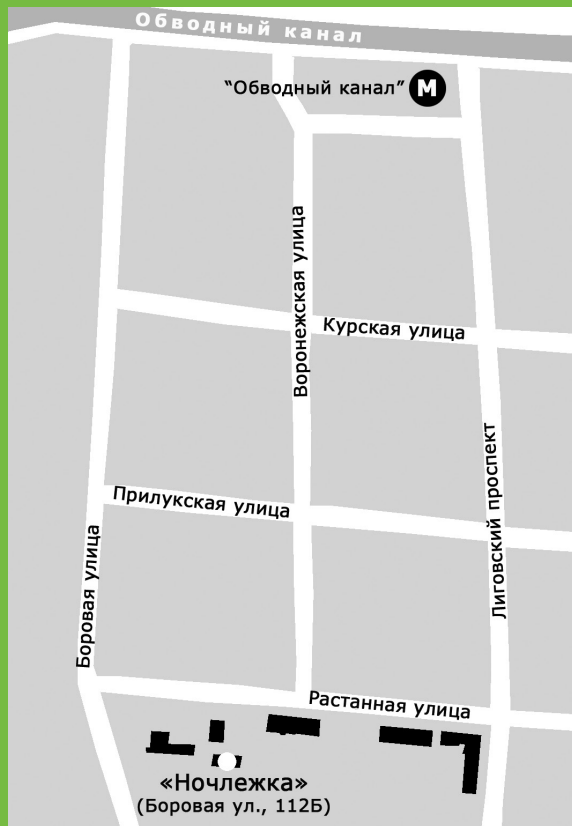 Обводный канал
"Обводный канал" М
Воронежская улица
Курская улица
Лиговский проспект
Прилукская улица
Боровая улица
Растанная улица
«Ночлежка»
(Боровая ул., 112Б)